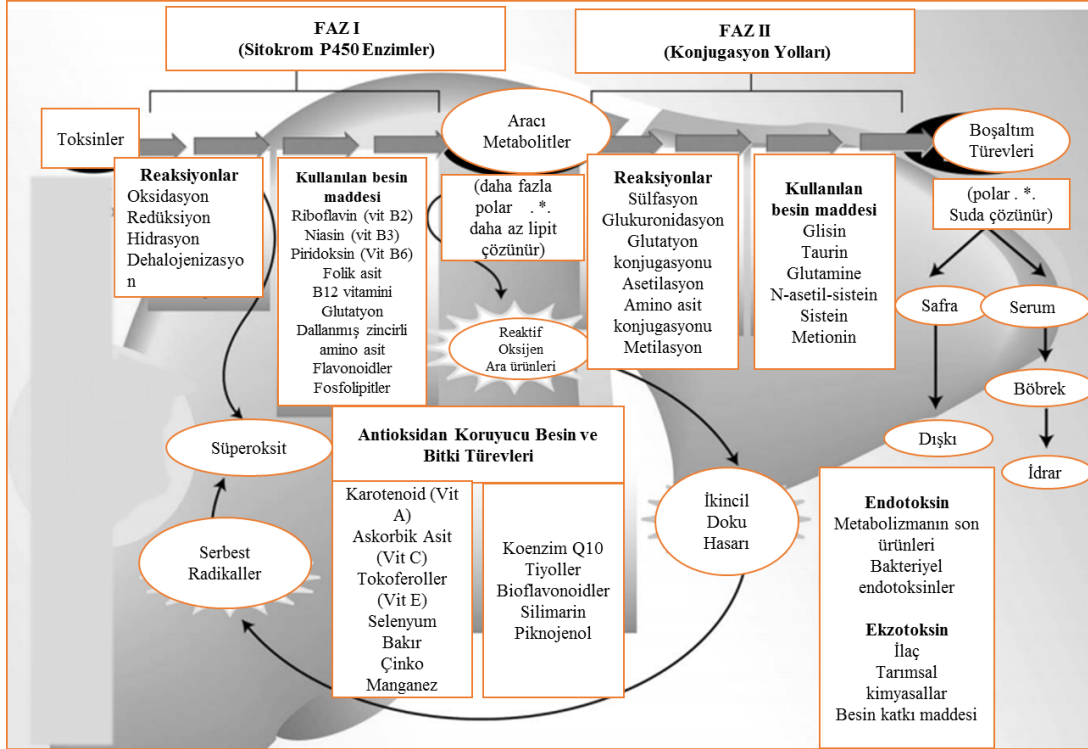 FAZ I
(Sitokrom P450 Enzimler)
FAZ II
(Konjugasyon Yolları)
Toksinler
Reaksiyonlar
Oksidasyon
Redüksiyon
Hidrasyon
Dehalojenizasyo
n
Kullanılan besin
maddesi
Riboflavin (vit B2)
Niasin (vit B3)
Piridoksin (Vit B6)
Folik asit
B12 vitamini
Glutatyon
Dallanmış zincirli
amino asit
Flavonoidler
Fosfolipitler
Aracı
Metabolitler
(daha fazla
polar . *.
daha az lipit
çözünür)
Reaktif
Oksijen
Ara ürünleri
Reaksiyonlar
Sülfasyon
Glukuronidasyon
Glutatyon
konjugasyonu
Asetilasyon
Amino asit
konjugasyonu
Metilasyon
Kullanılan
besin maddesi
Glisin
Taurin
Glutamine
N-asetil-sistein
Sistein
Metionin
Boşaltım
Türevleri
(polar . *.
Suda çözünür)
Safra
Serum
Böbrek
Dışkı
İdrar
Süperoksit
Serbest
Radikaller
Antioksidan Koruyucu Besin ve
Bitki Türevleri
Karotenoid (Vit
A)
Askorbik Asit
(Vit C)
Tokoferoller
(Vit E)
Selenyum
Bakır
Çinko
Manganez
Koenzim Q10
Tiyoller
Bioflavonoidler
Silimarin
Piknojenol
İkincil
Doku
Hasarı
Endotoksin
Metabolizmanın son
ürünleri
Bakteriyel
endotoksinler
Ekzotoksin
İlaç
Tarımsal
kimyasallar
Besin katkı maddesi